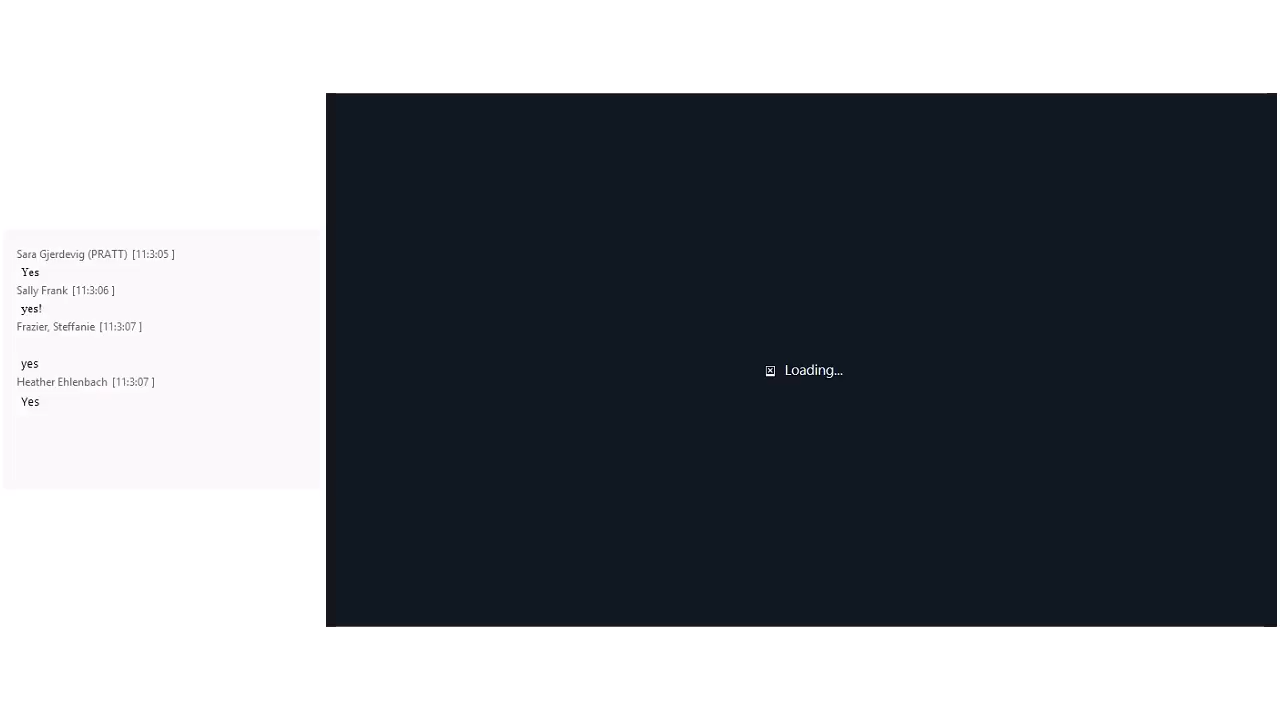 Sara Gjerdevig (PRATT) [11:3:05 ]
Yes
Sally Frank [11:3:06 ]
yes!
Frazier, Steffanie [11:3:07 ]
yes
Heather Ehlenbach [11:3:07 ]
Yes
Loading...